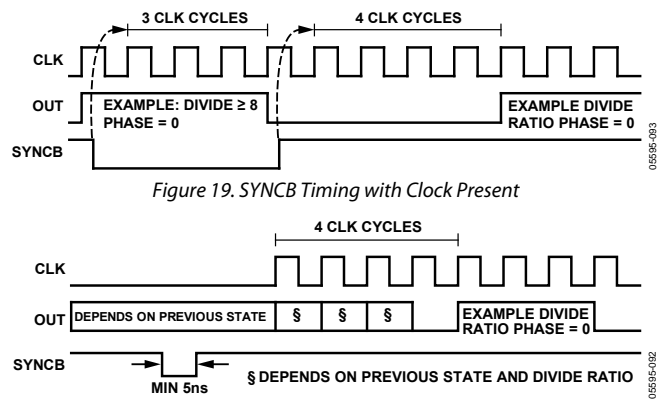 3 CLK CYCLES
4 CLK CYCLES
CLK
OUT
EXAMPLE: DIVIDE ≥ 8
PHASE = 0
EXAMPLE DIVIDE
RATIO PHASE = 0
SYNCB
05595-093
Figure 19. SYNCB Timing with Clock Present
4 CLK CYCLES
CLK
OUT
DEPENDS ON PREVIOUS STATE
§
§
§
EXAMPLE DIVIDE
RATIO PHASE = 0
SYNCB
MIN 5ns
§ DEPENDS ON PREVIOUS STATE AND DIVIDE RATIO
05595-092